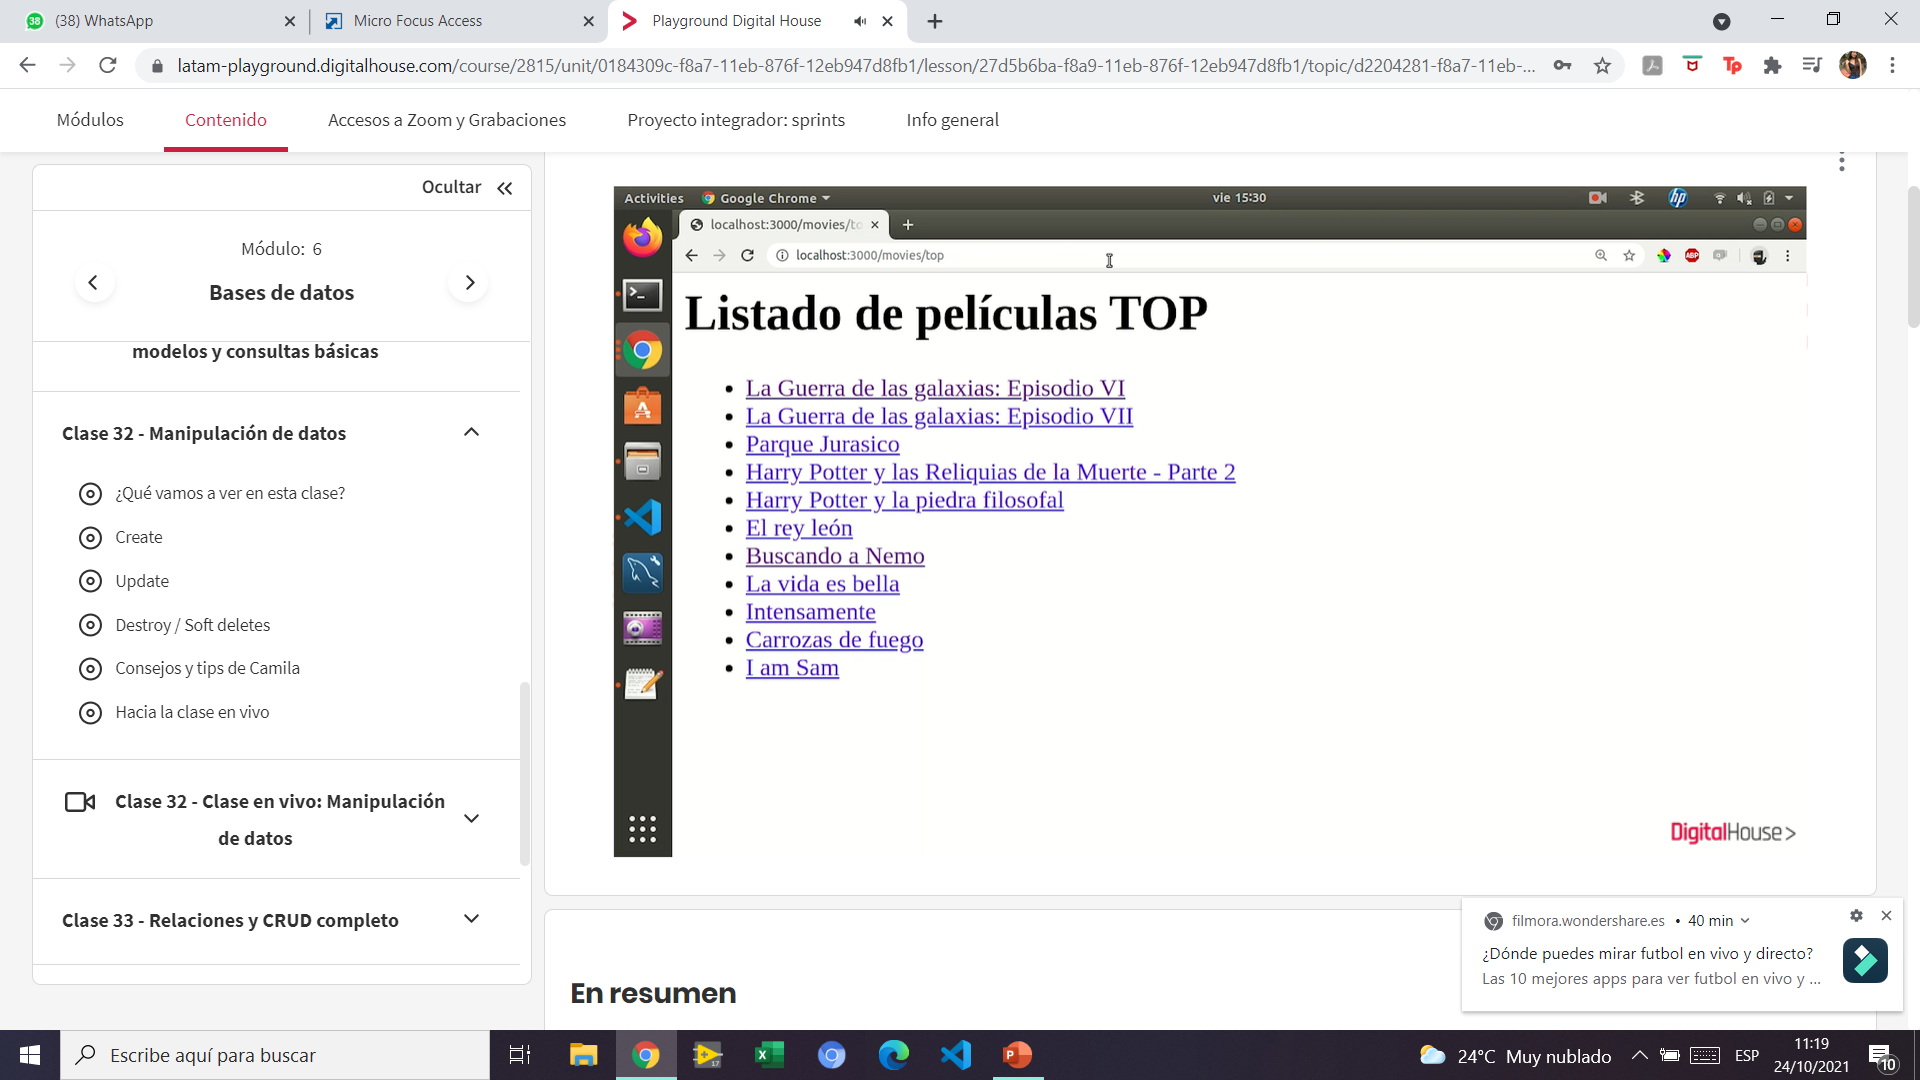 (38) WhatsApp
Micro Focus Access
Playground Digital House
latam-playground.digitalhouse.com/course/2815/unit/0184309c-f8a7-11eb-876f-12eb947d8fb1/lesson/27d5b6ba-f8a9-11eb-876f-12eb947d8fb1/topic/d2204281-f8a7-11eb-...
Módulos
Contenido
Accesos a Zoom y Grabaciones
Proyecto integrador: sprints
Info general
Ocultar
Módulo: 6
Bases de datos
modelos y consultas básicas
Clase 32 - Manipulación de datos
¿Qué vamos a ver en esta clase?
Create
Update
Destroy / Soft deletes
Consejos y tips de Camila
Hacia la clase en vivo
Clase 32 - Clase en vivo: Manipulación
de datos
Clase 33 - Relaciones y CRUD completo
Activities
Google Chrome
vie 15:30
localhost:3000/movies/to
localhost:3000/movies/top
ABP
Listado de películas TOP
La Guerra de las galaxias: Episodio VI
La Guerra de las galaxias: Episodio VII
Parque Jurasico
Harry Potter y las Reliquias de la Muerte - Parte 2
Harry Potter y la piedra filosofal
El rey león
Buscando a Nemo
La vida es bella
Intensamente
Carrozas de fuego
I am Sam
DigitalHouse>
En resumen
filmora.wondershare.es • 40 min
¿Dónde puedes mirar futbol en vivo y directo?
Las 10 mejores apps para ver futbol en vivo y ...
Escribe aquí para buscar
24°C Muy nublado
ESP
11:19
24/10/2021
10